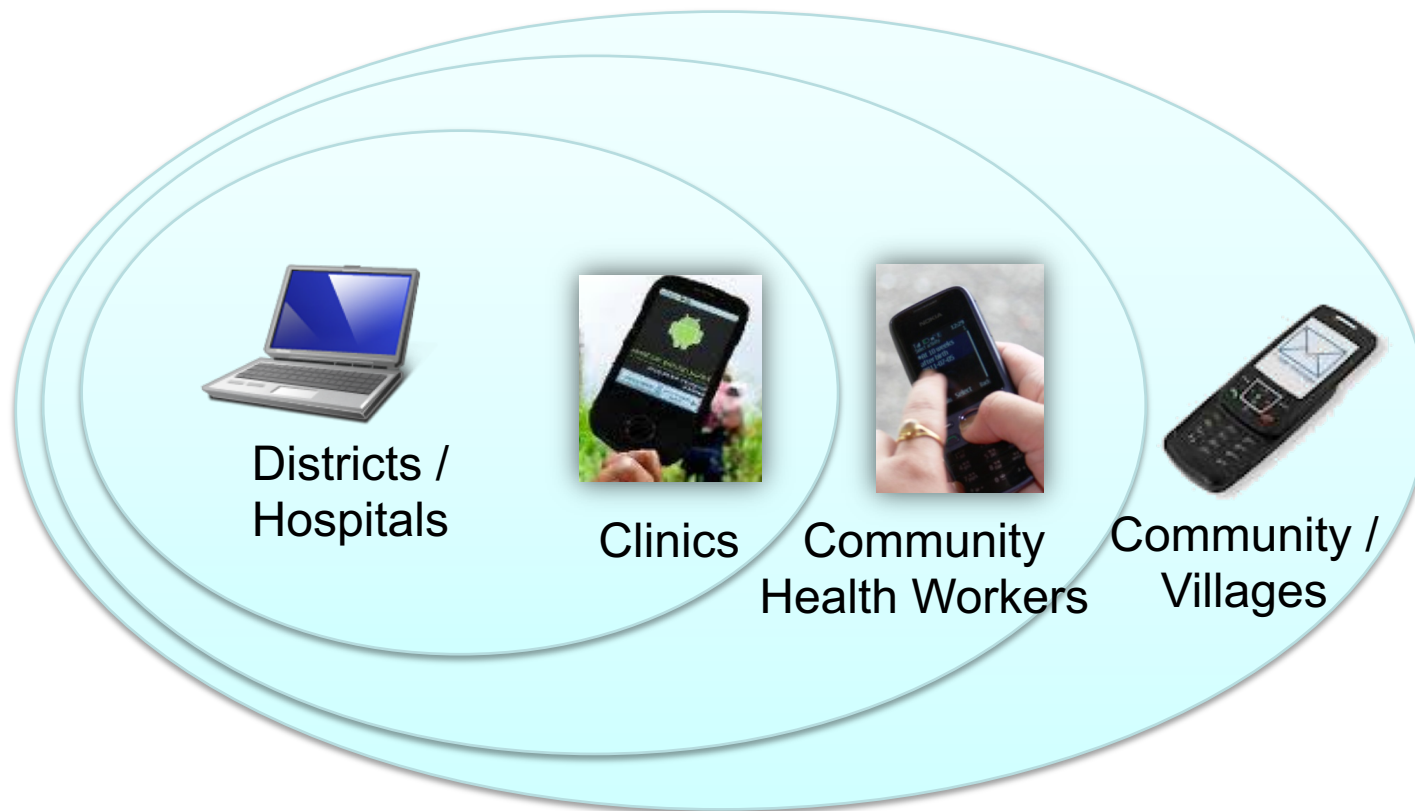 Districts /
Hospitals
Clinics
Community
Health Workers
Community /
Villages